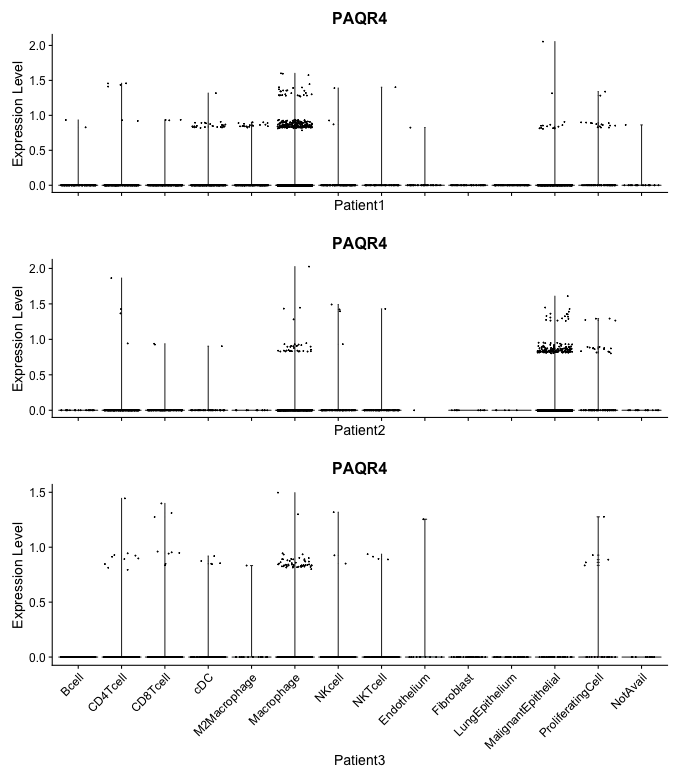 PAQR4
Expression Level
2.0
1.5
1.0
0.5
0.0
Patient1
PAQR4
Expression Level
2.0
1.5
1.0
0.5
0.0
Patient2
PAQR4
Expression Level
1.5
1.0
0.5
0.0
Bcell
CD4Tcell
CD8Tcell
cDC
M2Macrophage
Macrophage
NKcell
NKTcell
Endothelium
Fibroblast
LungEpithelium
MalignantEpithelial
ProliferatingCell
NotAvail
Patient3